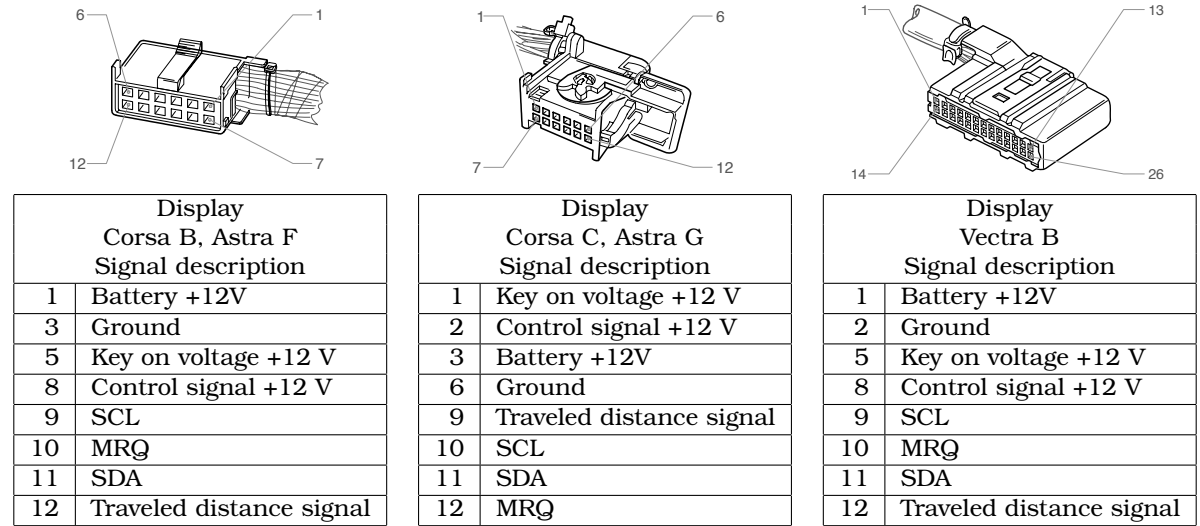 6
1
12
7
1
6
7
12
1
13
14
26
Display
Corsa B, Astra F
Signal description
1 Battery +12V
3 Ground
5 Key on voltage +12 V
8 Control signal +12 V
9 SCL
10 MRQ
11 SDA
12 Traveled distance signal
Display
Corsa C, Astra G
Signal description
1 Key on voltage +12 V
2 Control signal +12 V
3 Battery +12V
6 Ground
9 Traveled distance signal
10 SCL
11 SDA
12 MRQ
Display
Vectra B
Signal description
1 Battery +12V
2 Ground
5 Key on voltage +12 V
8 Control signal +12 V
9 SCL
10 MRQ
11 SDA
12 Traveled distance signal